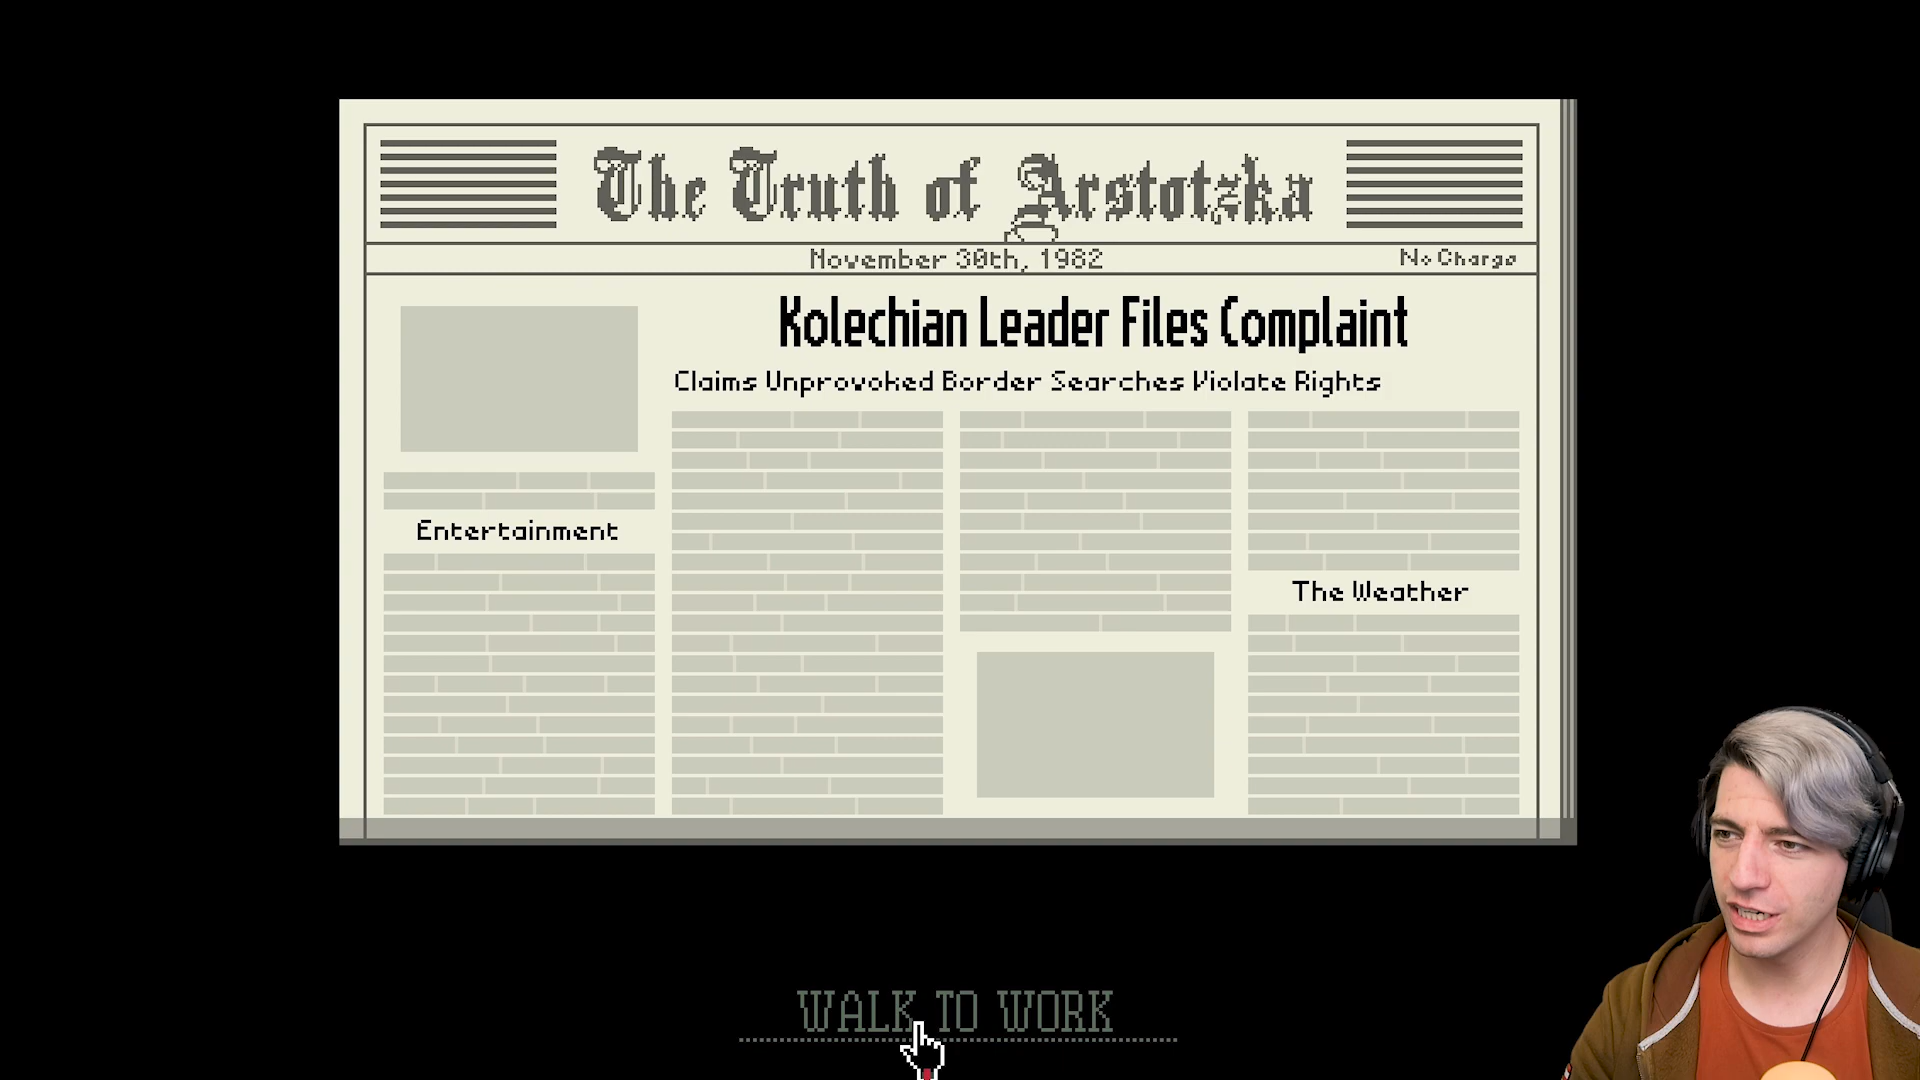 The Truth of Arstotzka
November 30th, 1982
No Charge
Kolechian Leader Files Complaint
Claims Unprovoked Border Searches Violate Rights
Entertainment
The Weather
WALK TO WORK